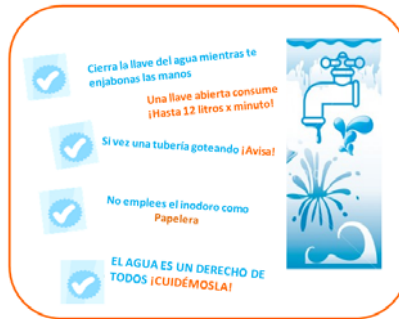 Cierra la llave del agua mientras te
enjabonas las manos
Una llave abierta consume
¡Hasta 12 litros x minuto!
Si vez una tubería goteando ¡Avisa!
No emplees el inodoro como
Papelera
EL AGUA ES UN DERECHO DE
TODOS ¡CUIDÉMOSLA!